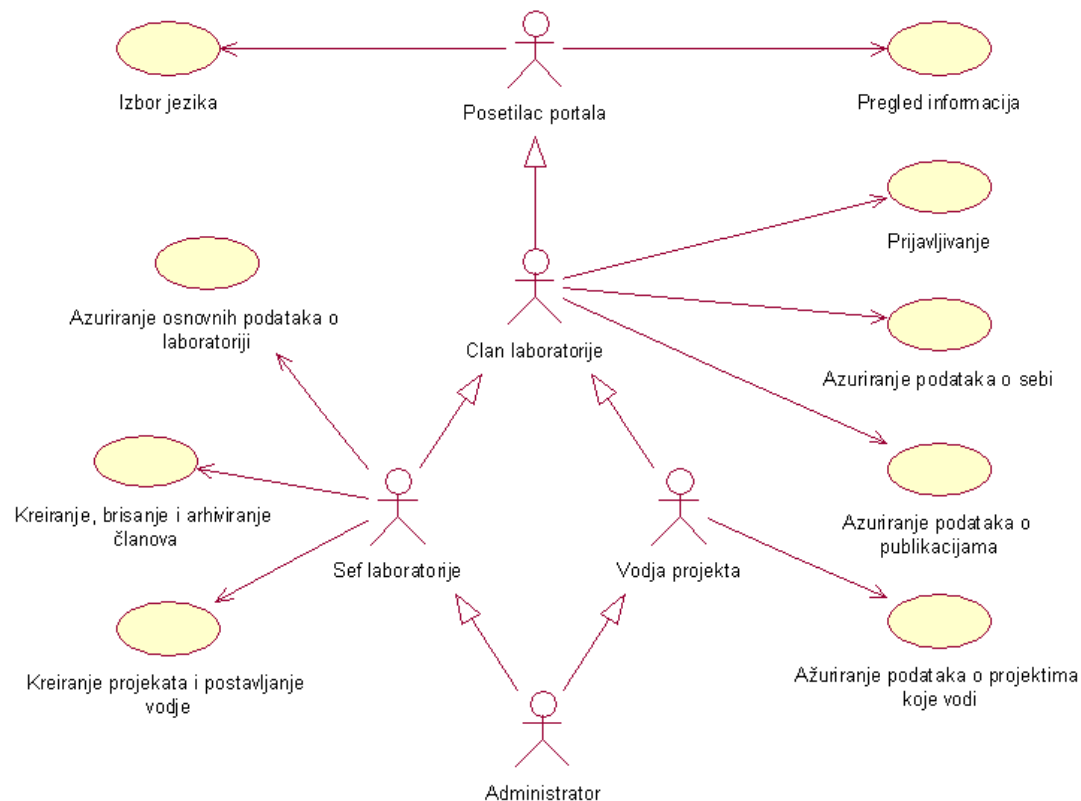 Izbor jezika
Posetilac portala
Pregled informacija
Prijavljivanje
Azuriranje osnovnih podataka o
laboratoriji
Clan laboratorije
Azuriranje podataka o sebi
Kreiranje, brisanje i arhiviranje
članova
Sef laboratorije
Vodja projekta
Azuriranje podataka o
publikacijama
Kreiranje projekata i postavljanje
vodje
Ažuriranje podataka o projektima
koje vodi
Administrator